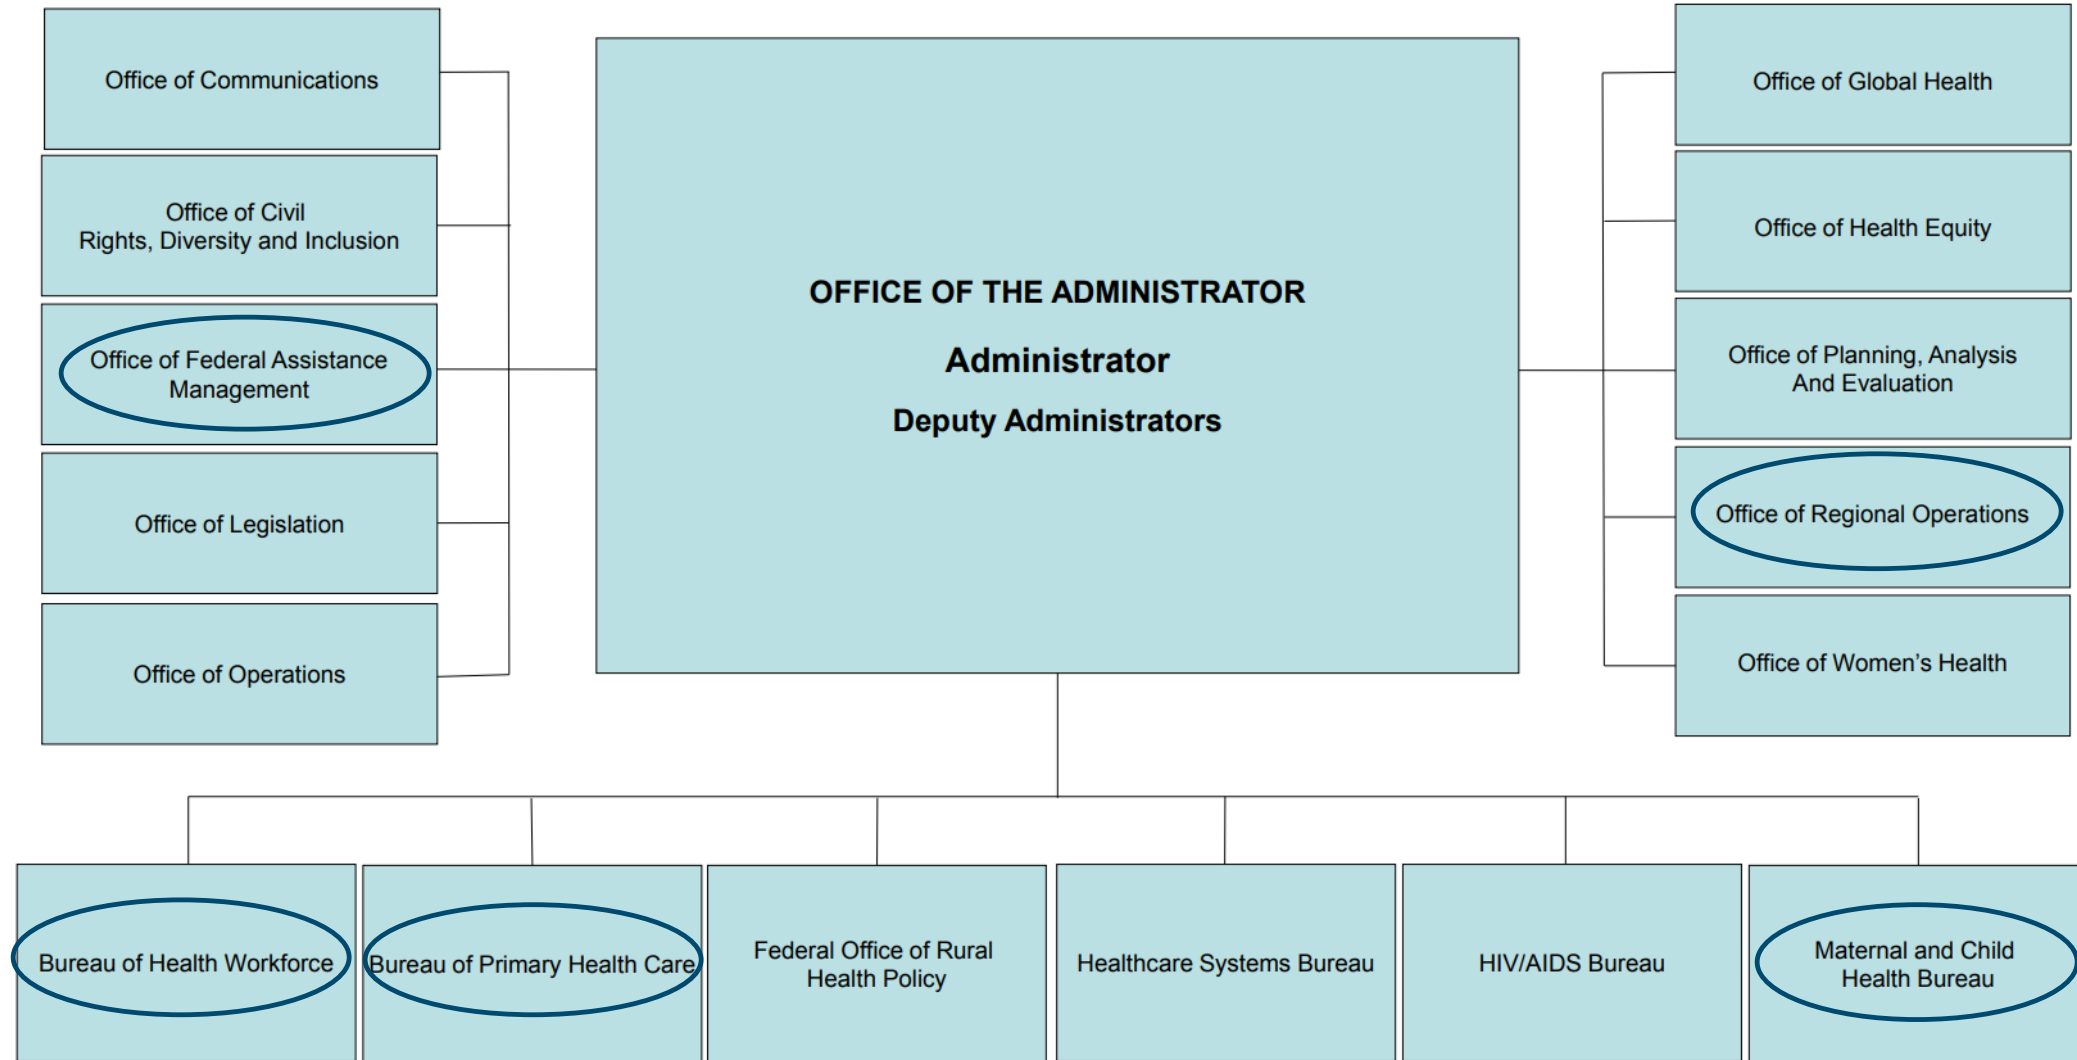 Office of Communications
Office of Civil
Rights, Diversity and Inclusion
Office of Federal Assistance
Management
Office of Legislation
Office of Operations
OFFICE OF THE ADMINISTRATOR
Administrator
Deputy Administrators
Office of Global Health
Office of Health Equity
Office of Planning, Analysis
And Evaluation
Office of Regional Operations
Office of Women’s Health
Bureau of Health Workforce
Bureau of Primary Health Care
Federal Office of Rural
Health Policy
Healthcare Systems Bureau
HIV/AIDS Bureau
Maternal and Child
Health Bureau